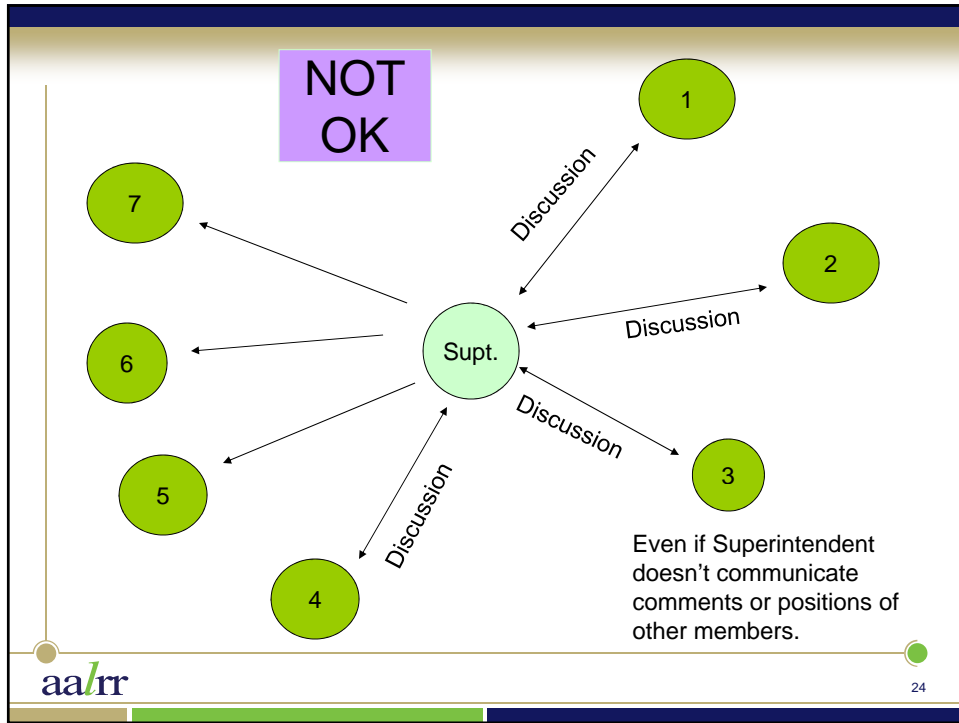 NOT
OK
1
Discussion
7
2
Discussion
Supt.
6
Discussion
3
5
Discussion
4
Even if Superintendent
doesn't communicate
comments or positions of
other members.
aalrr
24